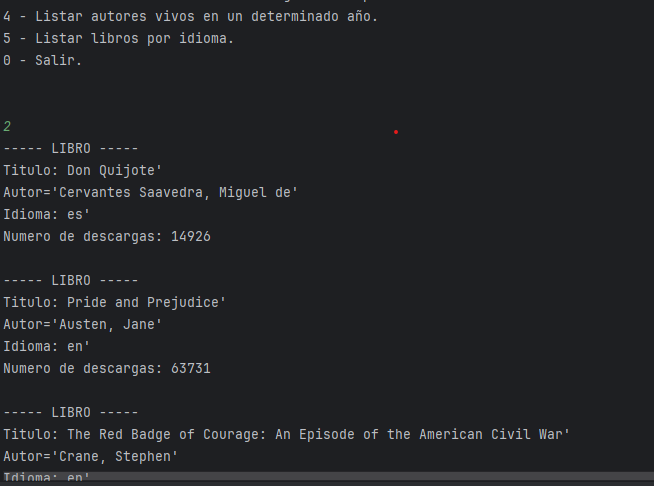 4 - Listar autores vivos en un determinado año.
5 - Listar libros por idioma.
0 - Salir.
2
----- LIBRO -----
Titulo: Don Quijote'
Autor='Cervantes Saavedra, Miguel de'
Idioma: es'
Numero de descargas: 14926
----- LIBRO -----
Titulo: Pride and Prejudice'
Autor='Austen, Jane'
Idioma: en'
Numero de descargas: 63731
----- LIBRO -----
Titulo: The Red Badge of Courage: An Episode of the American Civil War'
Autor='Crane, Stephen'
Idioma: en'